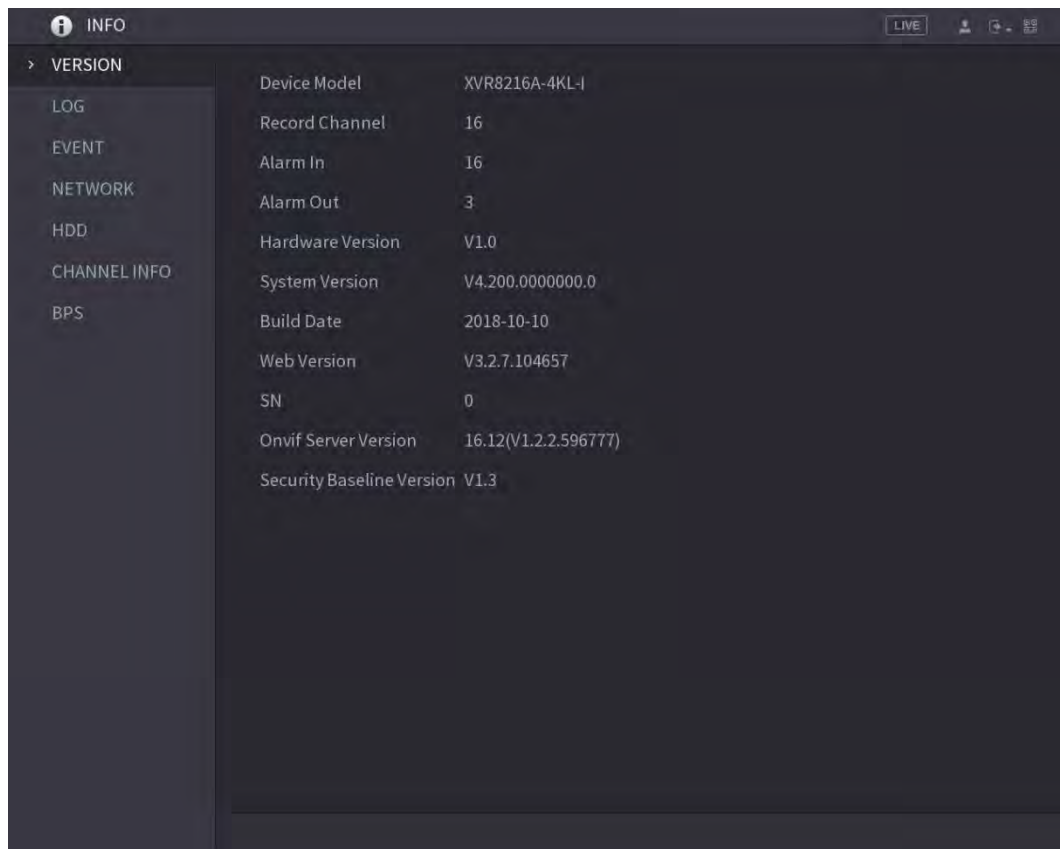 INFO
LIVE
> VERSION
LOG
EVENT
NETWORK
HDD
CHANNEL INFO
BPS
Device Model XVR8216A-4KL-I
Record Channel 16
Alarm In 16
Alarm Out 3
Hardware Version V1.0
System Version V4.200.0000000.0
Build Date 2018-10-10
Web Version V3.2.7.104657
SN 0
Onvif Server Version 16.12(V1.2.2.596777)
Security Baseline Version V1.3